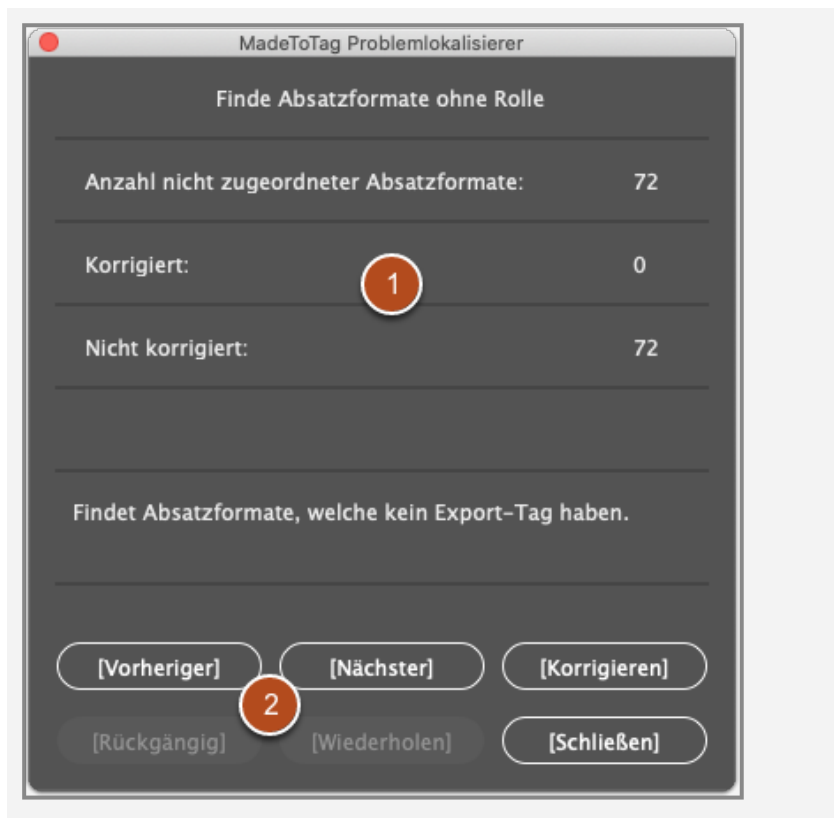 MadeToTag Problemlokalisierer
Finde Absatzformate ohne Rolle
Anzahl nicht zugeordneter Absatzformate: 72
Korrigiert: 0
1
Nicht korrigiert: 72
Findet Absatzformate, welche kein Export-Tag haben.
[Vorheriger] [Nächster] [Korrigieren]
2
[Rückgängig] [Wiederholen] [Schließen]